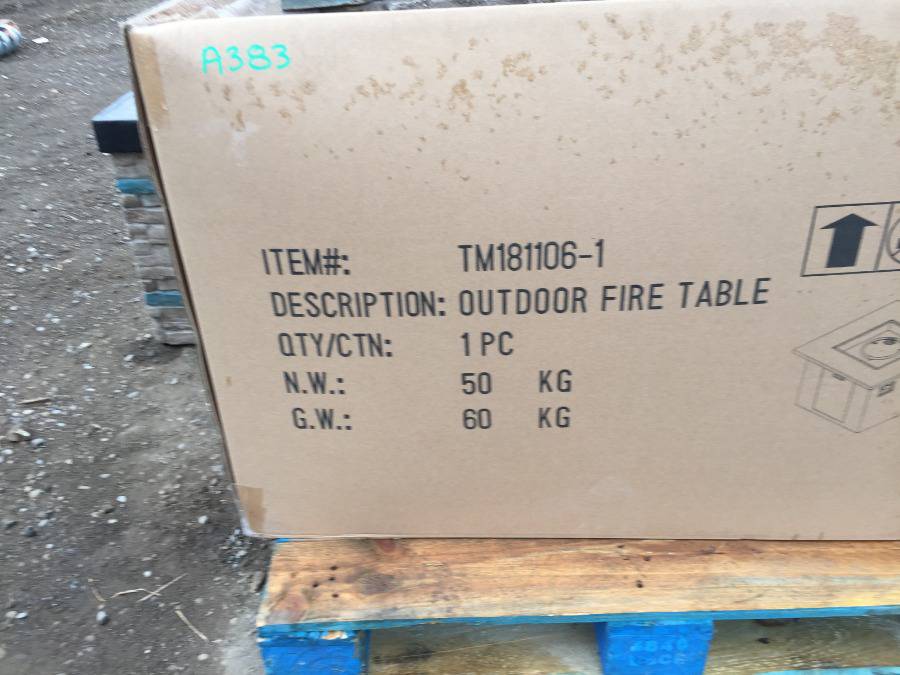 A383
ITEM#: TM181106-1
DESCRIPTION: OUTDOOR FIRE TABLE
QTY/CTN: 1 PC
N.W.: 50 KG
G.W.: 60 KG